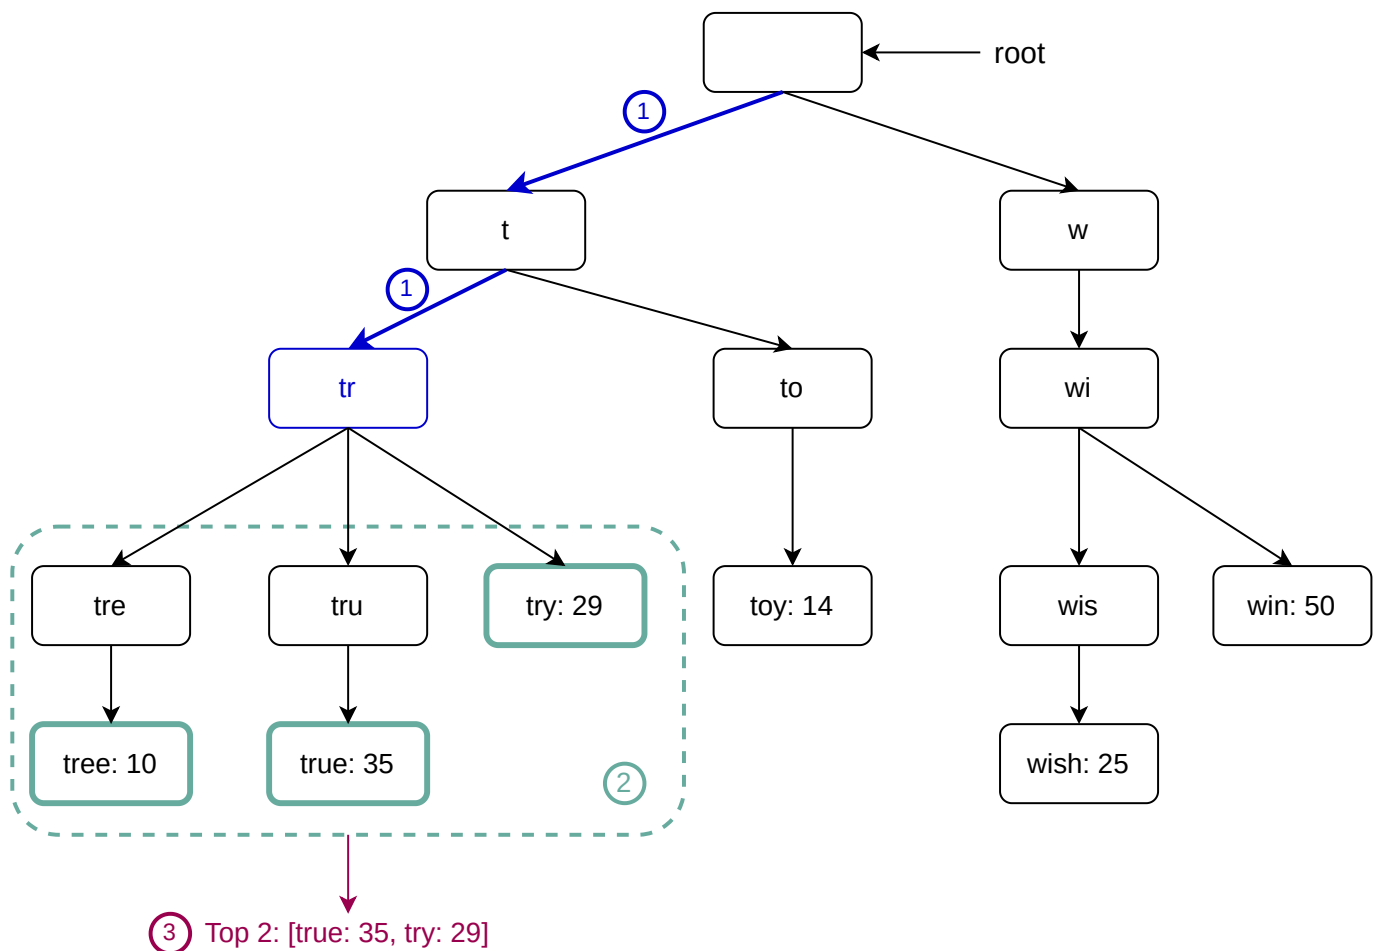 root
1
t
w
1
tr
to
wi
tre
tru
try: 29
toy: 14
wis
win: 50
tree: 10
true: 35
2
wish: 25
3 Top 2: [true: 35, try: 29]